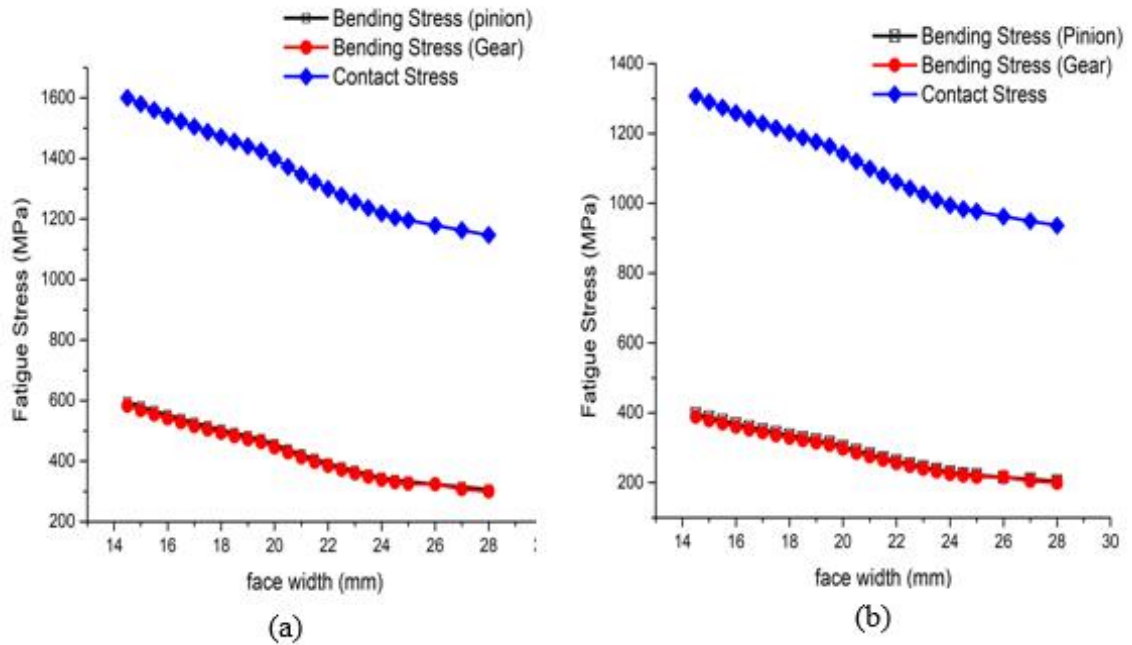 Bending Stress (pinion)
Bending Stress (Gear)
Contact Stress
1600
1400
1200
1000
800
600
400
200
Fatigue Stress (MPa)
14 16 18 20 22 24 26 28
face width (mm)
(a)
Bending Stress (Pinion)
Bending Stress (Gear)
Contact Stress
1400
1200
1000
800
600
400
200
Fatigue Stress (MPa)
14 16 18 20 22 24 26 28 30
face width (mm)
(b)